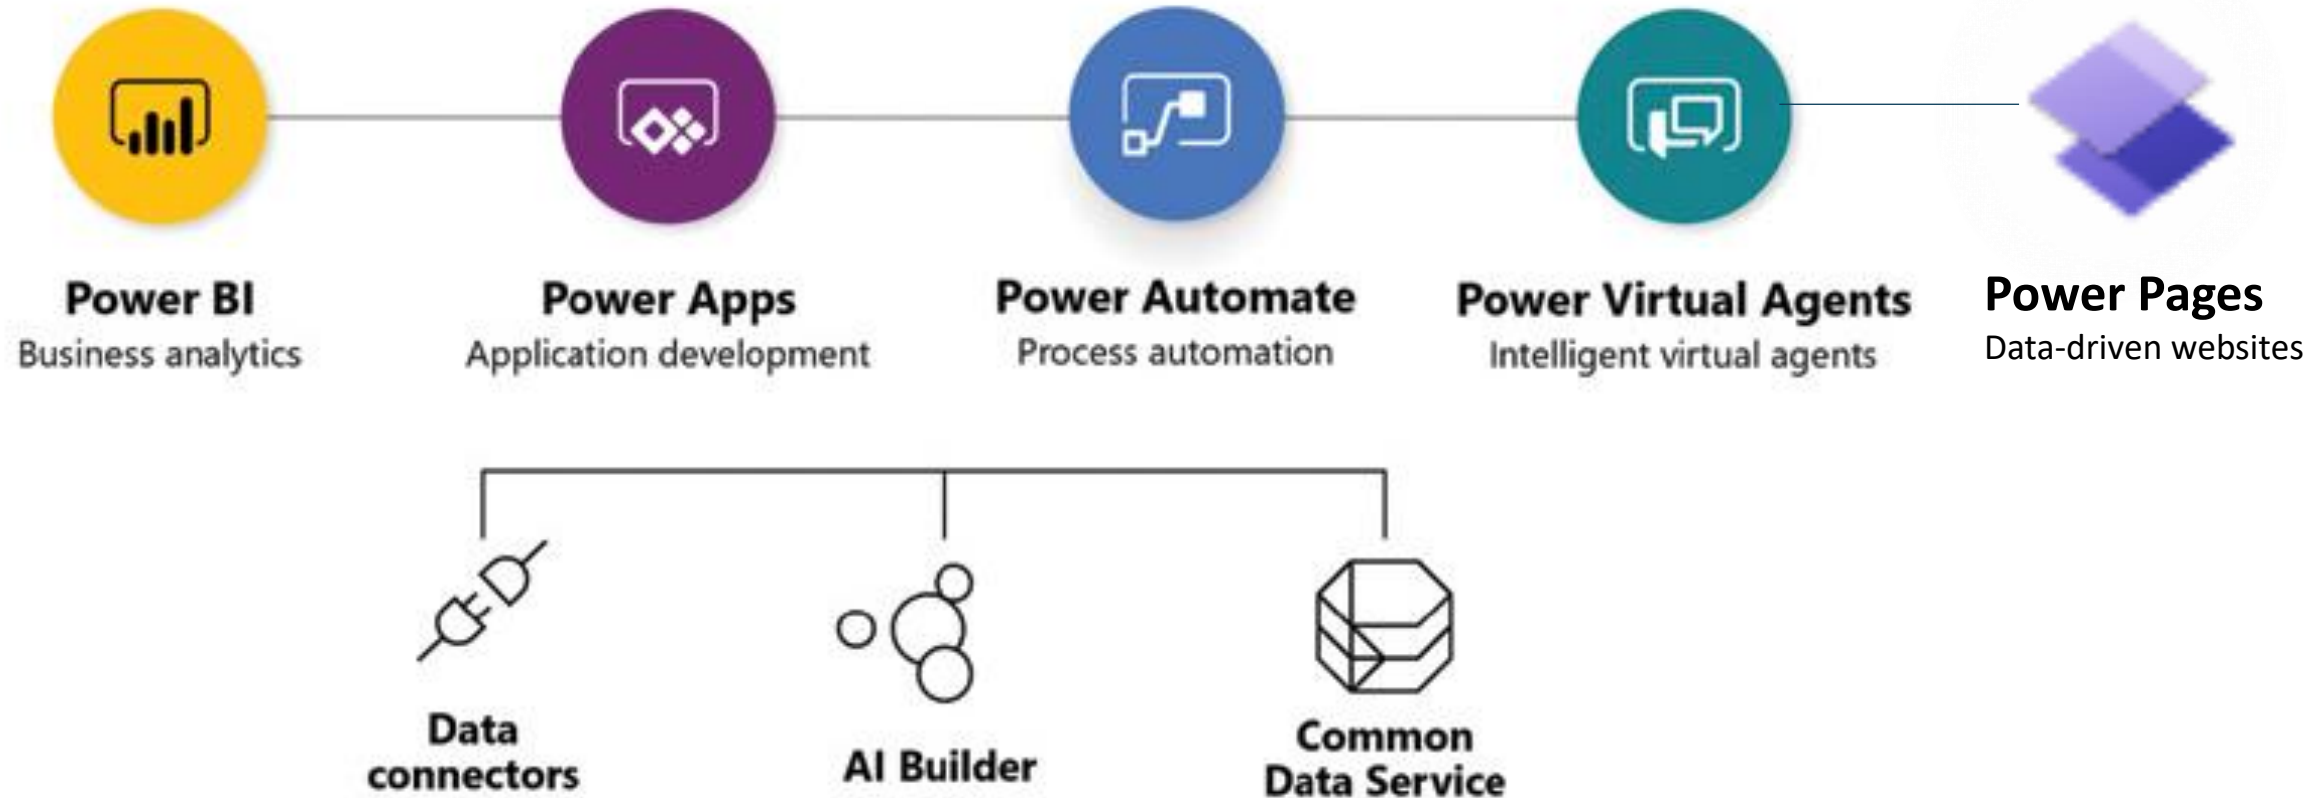 Power BI
Business analytics
Power Apps
Application development
Power Automate
Process automation
Power Virtual Agents
Intelligent virtual agents
Power Pages
Data-driven websites
Data
connectors
AI Builder
Common
Data Service